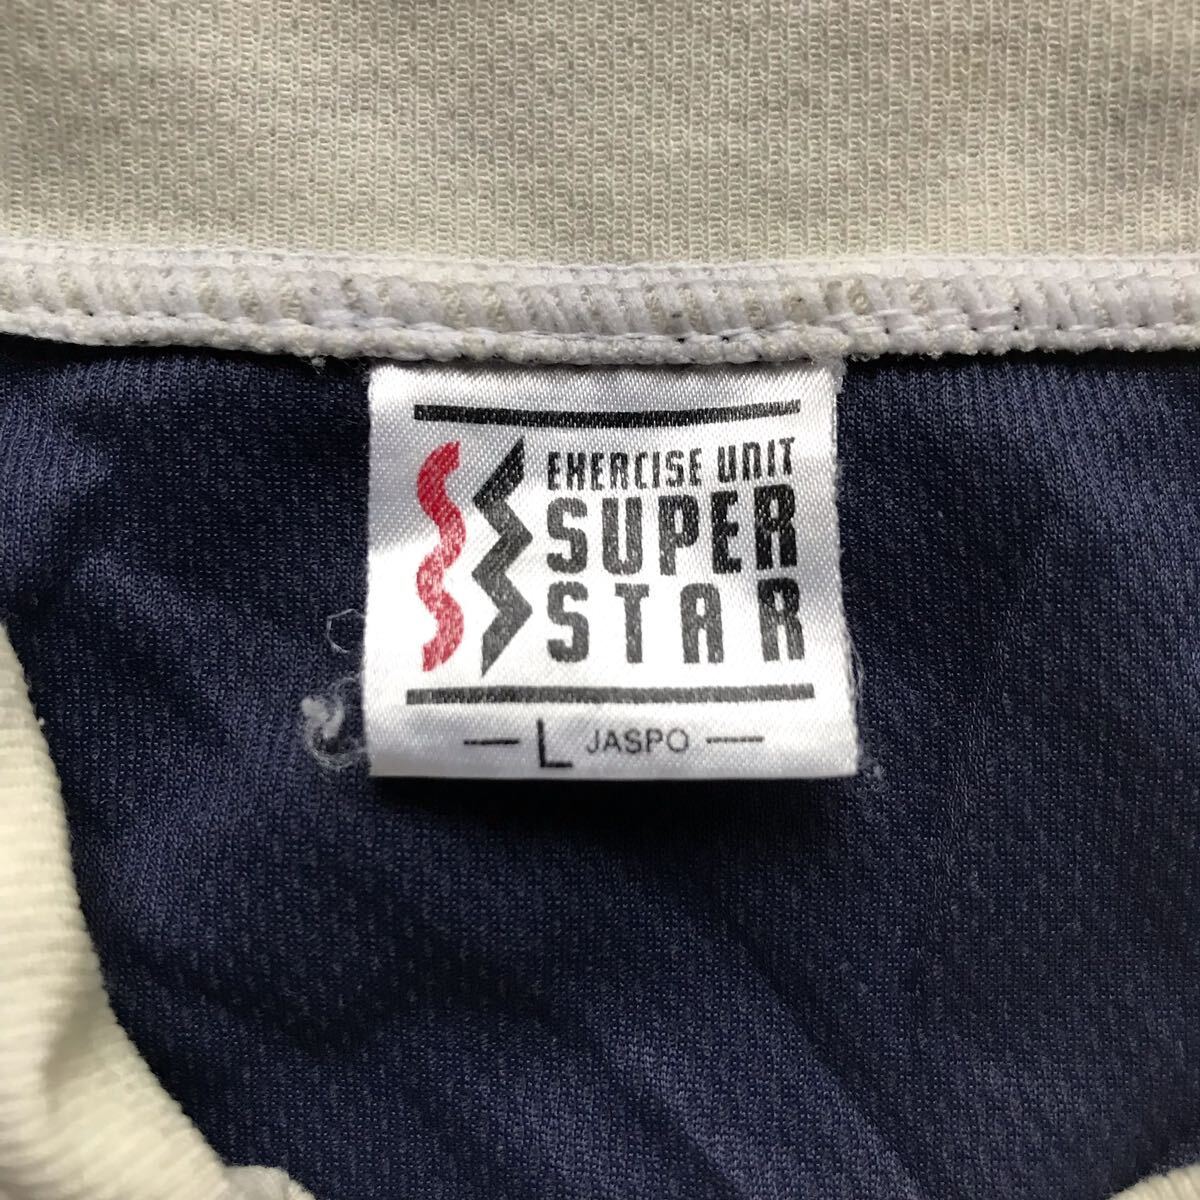 EXERCISE UNIT
SUPER
STAR
L JASPO